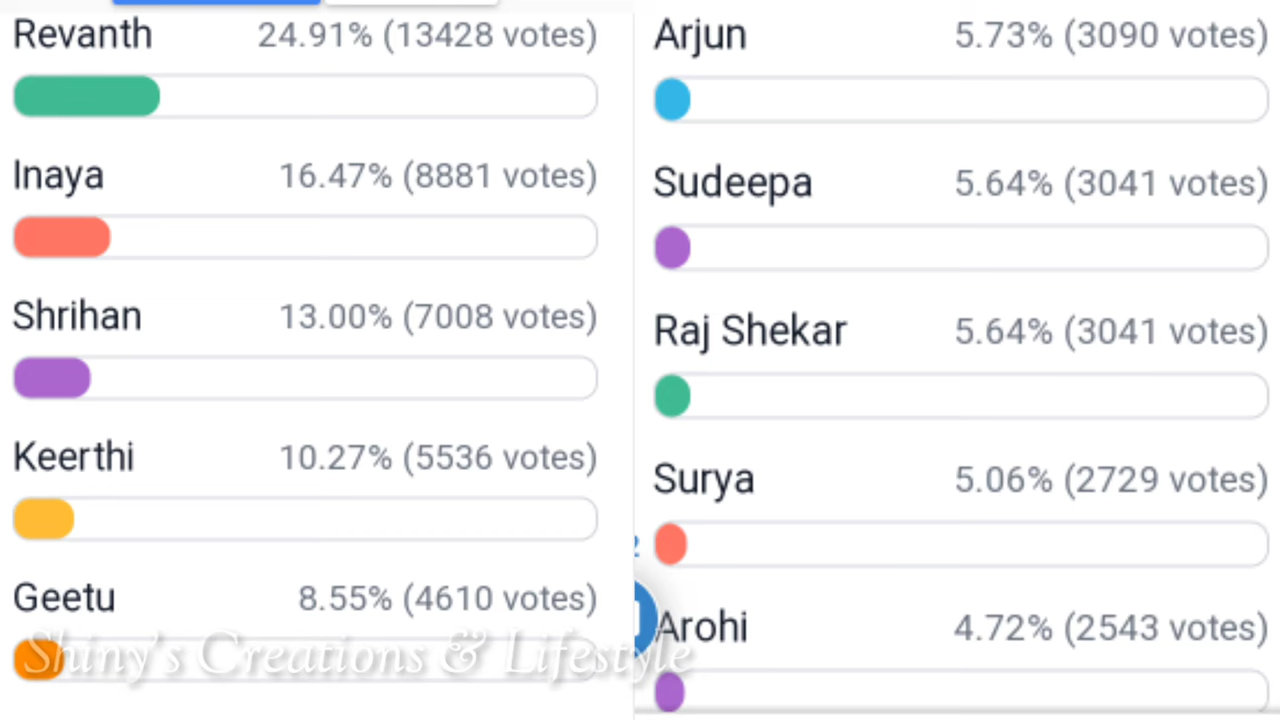 Revanth 24.91% (13428 votes)
Inaya 16.47% (8881 votes)
Shrihan 13.00% (7008 votes)
Keerthi 10.27% (5536 votes)
Geetu 8.55% (4610 votes)
Shiny's Creations & Lifestyle
Arjun 5.73% (3090 votes)
Sudeepa 5.64% (3041 votes)
Raj Shekar 5.64% (3041 votes)
Surya 5.06% (2729 votes)
2
Arohi 4.72% (2543 votes)